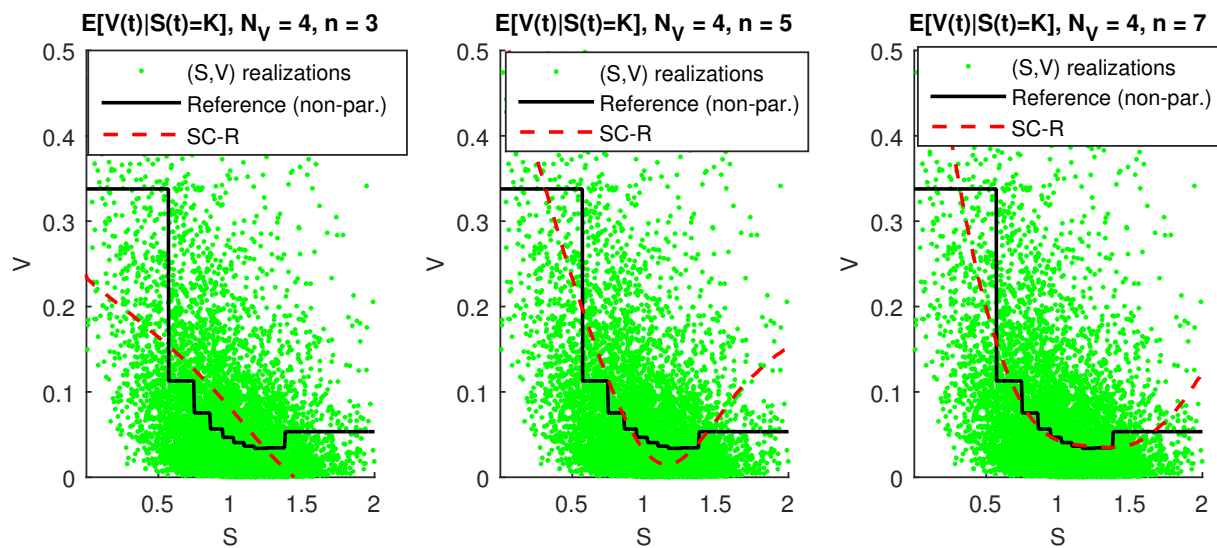 E[V(t)|S(t)=K], N_V = 4, n = 3
(S,V) realizations
Reference (non-par.)
SC-R
0.5
0.4
0.3
0.2
0.1
0
V
0.5
1
1.5
2
S
E[V(t)|S(t)=K], N_V = 4, n = 5
(S,V) realizations
Reference (non-par.)
SC-R
0.5
0.4
0.3
0.2
0.1
0
V
0.5
1
1.5
2
S
E[V(t)|S(t)=K], N_V = 4, n = 7
(S,V) realizations
Reference (non-par.)
SC-R
0.5
0.4
0.3
0.2
0.1
0
V
0.5
1
1.5
2
S